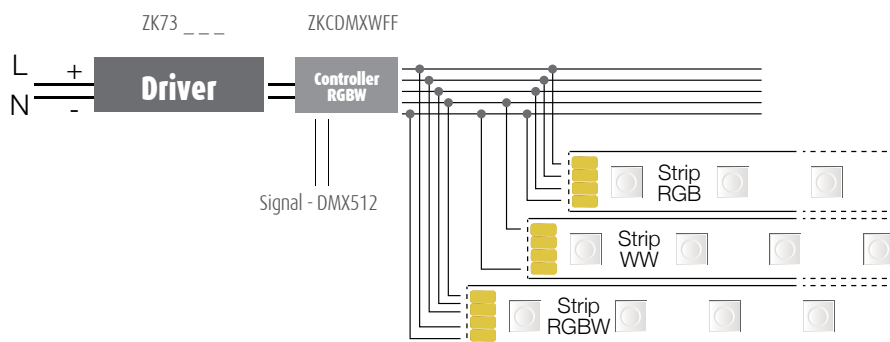 ZK73 _ _ _
ZKCDMXWFF
L
+
N
-
Driver
Controller
RGBW
Signal - DMX512
Strip
RGB
Strip
WW
Strip
RGBW